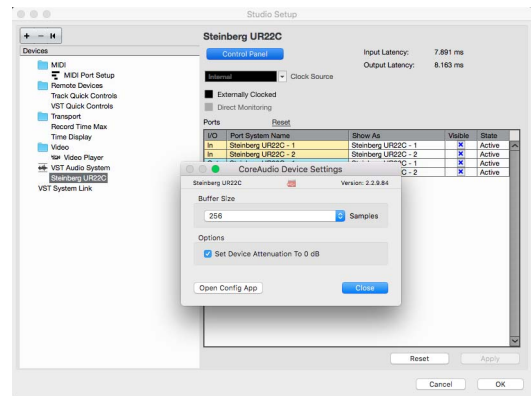 Studio Setup
Devices
MIDI
MIDI Port Setup
Remote Devices
Track Quick Controls
VST Quick Controls
Transport
Record Time Max
Time Display
Video
Video Player
VST Audio System
Steinberg UR22C
VST System Link
Steinberg UR22C
Control Panel
Input Latency: 7.891 ms
Output Latency: 8.163 ms
Internal Clock Source
Externally Clocked
Direct Monitoring
Ports Reset
I/O Port System Name Show As Visible State
In Steinberg UR22C - 1 Steinberg UR22C - 1 Active
In Steinberg UR22C - 2 Steinberg UR22C - 2 Active
C - 1 Active
C - 2 Active
CoreAudio Device Settings
Steinberg UR22C Version: 2.2.9.84
Buffer Size
256 Samples
Options
Set Device Attenuation To 0 dB
Open Config App Close
Reset Apply
Cancel OK